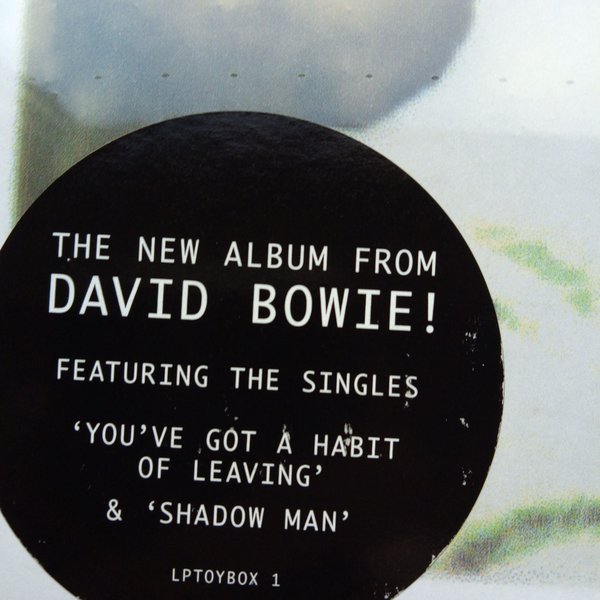 THE NEW ALBUM FROM
DAVID BOWIE!
FEATURING THE SINGLES
‘YOU’VE GOT A HABIT
OF LEAVING’
& ‘SHADOW MAN’
LPTOYBOX 1